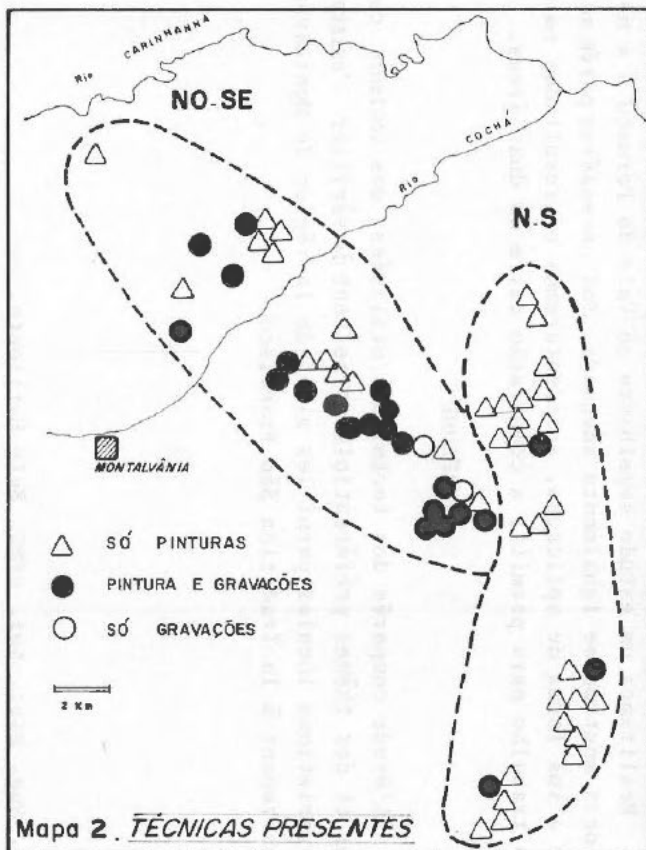 Rio CARINHANHA
NO-SE
Rio COCHÁ
N.S
MONTALVÂNIA
SÓ PINTURAS
PINTURA E GRAVAÇÕES
SÓ GRAVAÇÕES
2 Km
Mapa 2. TÉCNICAS PRESENTES